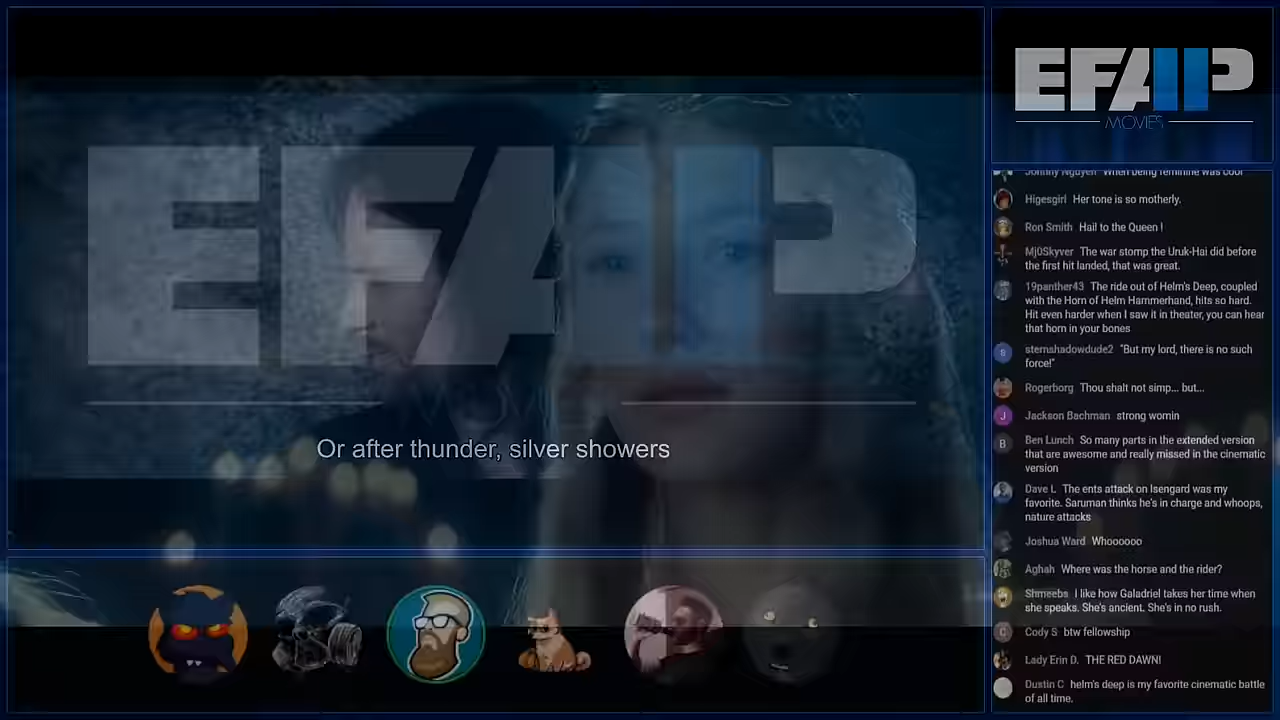 EFAP
Or after thunder, silver showers
EFAP
MOVIES
Johnny Nguyen When being feminine was cool
Higesgirl Her tone is so motherly.
Ron Smith Hail to the Queen !
Mj0Skyver The war stomp the Uruk-Hai did before
the first hit landed, that was great.
19panther43 The ride out of Helm's Deep, coupled
with the Horn of Helm Hammerhand, hits so hard.
Hit even harder when I saw it in theater, you can hear
that horn in your bones
S
sternshadowdude2 "But my lord, there is no such
force!"
Rogerborg Thou shalt not simp... but...
J
Jackson Bachman strong womin
B
Ben Lunch So many parts in the extended version
that are awesome and really missed in the cinematic
version
Dave L The ents attack on Isengard was my
favorite. Saruman thinks he's in charge and whoops,
nature attacks
Joshua Ward Whoooooo
Aghah Where was the horse and the rider?
Shmeebs I like how Galadriel takes her time when
she speaks. She's ancient. She's in no rush.
C
Cody S btw fellowship
Lady Erin D. THE RED DAWN!
Dustin C helm's deep is my favorite cinematic battle
of all time.